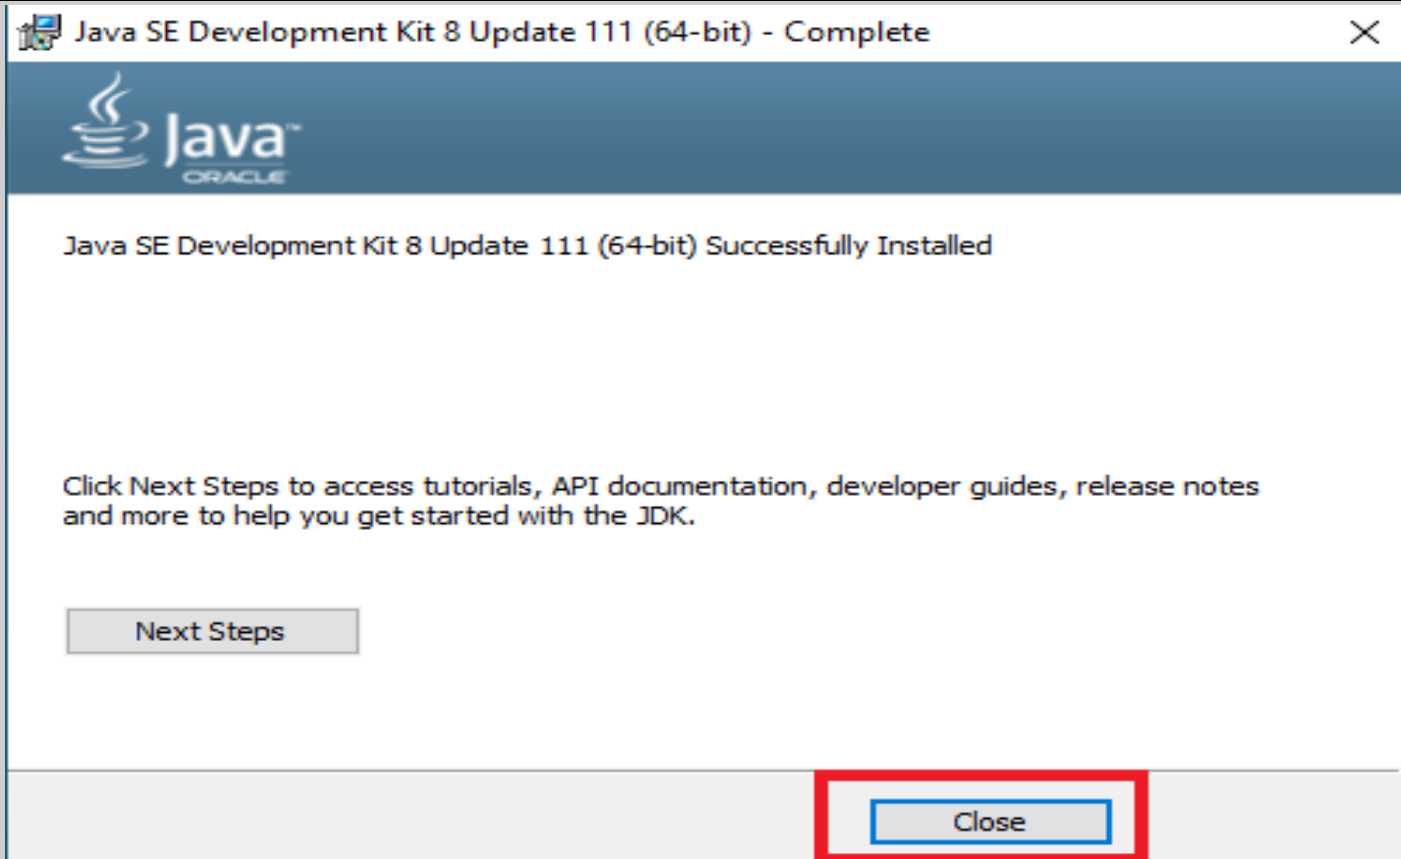 Java SE Development Kit 8 Update 111 (64-bit) - Complete
Java™
ORACLE
Java SE Development Kit 8 Update 111 (64-bit) Successfully Installed
Click Next Steps to access tutorials, API documentation, developer guides, release notes
and more to help you get started with the JDK.
Next Steps
Close